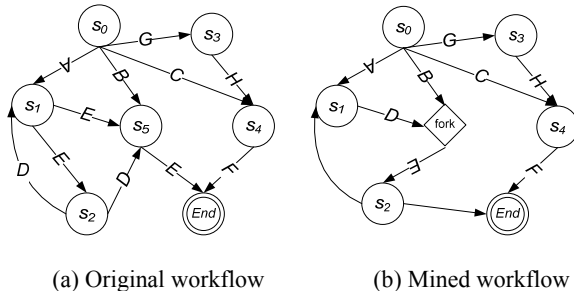 S0
G
S3
A
B
C
H
S1
E
S5
S4
E
D
D
E
F
S2
End
S0
G
S3
A
B
C
H
S1
D
fork
S4
E
F
S2
End
(a) Original workflow
(b) Mined workflow